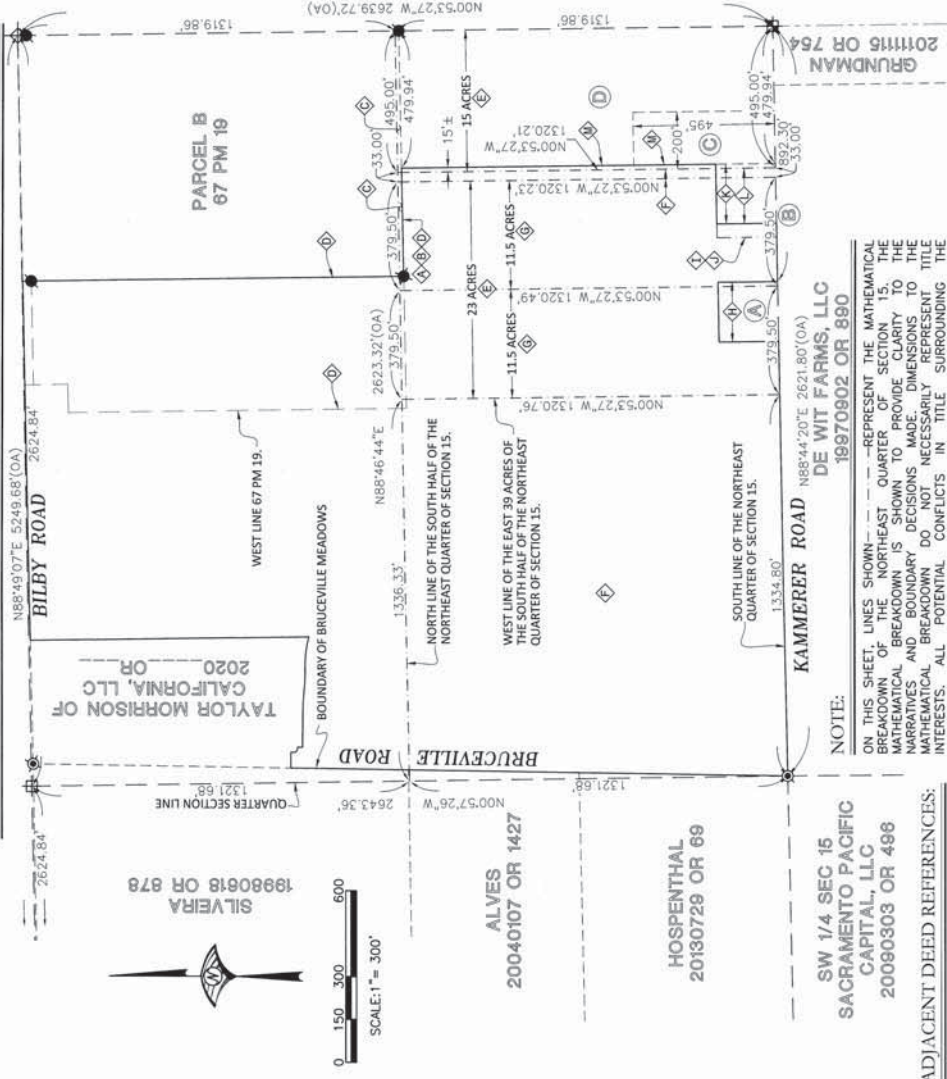 N88°49'07"E 5249.68'(OA)
BILBY ROAD
2624.84'
2624.84'
TAYLOR MORRISON OF
CALIFORNIA, LLC
2020 ___ OR ___
PARCEL B
67 PM 19
1319.86'
N00°53'27"W 2639.72'(OA)
1319.86'
QUARTER SECTION LINE
1321.68'
2643.36'
N00°57'26"W
1321.68'
BOUNDARY OF BRUCEVILLE MEADOWS
WEST LINE 67 PM 19.
D
D
C
C
SILVEIRA
19980818 OR 878
0 150 300 600
SCALE:1"= 300'
N
BRUCEVILLE ROAD
1336.33'
N88°46'44"E
2623.32'(OA)
379.50'
379.50'
33.00'
495.00'
479.94'
A B D
NORTH LINE OF THE SOUTH HALF OF THE
NORTHEAST QUARTER OF SECTION 15.
15'±
15 ACRES
E
23 ACRES
E
11.5 ACRES
G
11.5 ACRES
G
WEST LINE OF THE EAST 39 ACRES OF
THE SOUTH HALF OF THE NORTHEAST
QUARTER OF SECTION 15.
N00°53'27"W 1320.76'
N00°53'27"W 1320.49'
N00°53'27"W 1320.23'
N00°53'27"W
1320.21'
F
F
M
M
D
C
200'
495'
H
A
I
J
K
L
B
ALVES
20040107 OR 1427
HOSPENTHAL
20130729 OR 69
SOUTH LINE OF THE NORTHEAST
QUARTER OF SECTION 15.
1334.80'
379.50'
379.50'
495.00'
479.94'
892.30'
33.00
KAMMERER ROAD
N88°44'20"E 2621.80'(OA)
DE WIT FARMS, LLC
19970902 OR 890
GRUNDMAN
2011115 OR 754
SW 1/4 SEC 15
SACRAMENTO PACIFIC
CAPITAL, LLC
20090303 OR 496
NOTE:
ON THIS SHEET, LINES SHOWN— - — - —REPRESENT THE MATHEMATICAL
BREAKDOWN OF THE NORTHEAST QUARTER OF SECTION 15. THE
MATHEMATICAL BREAKDOWN IS SHOWN TO PROVIDE CLARITY TO THE
NARRATIVES AND BOUNDARY DECISIONS MADE. DIMENSIONS TO THE
MATHEMATICAL BREAKDOWN DO NOT NECESSARILY REPRESENT TITLE
INTERESTS. ALL POTENTIAL CONFLICTS IN TITLE SURROUNDING THE
ADJACENT DEED REFERENCES: